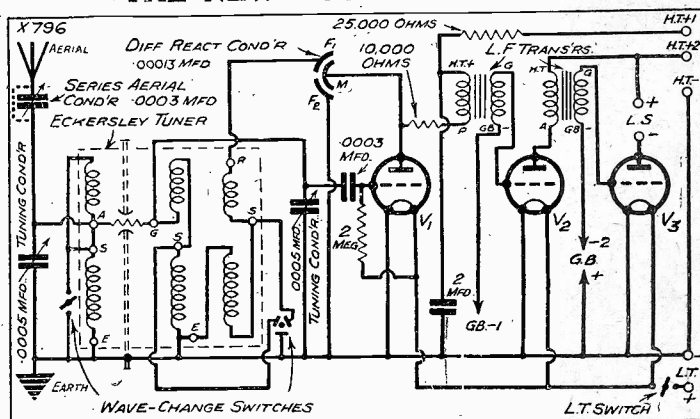 X796
AERIAL
SERIES AERIAL
COND'R .0003 MFD
ECKERSLEY TUNER
TUNING COND'R
.0005 MFD.
EARTH
A
S
E
G
S
E
R
S
WAVE-CHANGE SWITCHES
DIFF REACT COND'R
.00013 MFD
F1
M
F2
.0005 MFD.
TUNING COND'R
.0003
MFD.
2
MEG
V1
25,000 OHMS
10,000
OHMS
L.F TRANS'RS.
H.T.+
P
G
GB -
2
MFD
GB.-1
V2
H.T
A
G
GB -
-2
G.B.
+
+
L.S
-
V3
H.T.+1
H.T.+2
H.T.-
L.T.
-
+
L.T. SWITCH